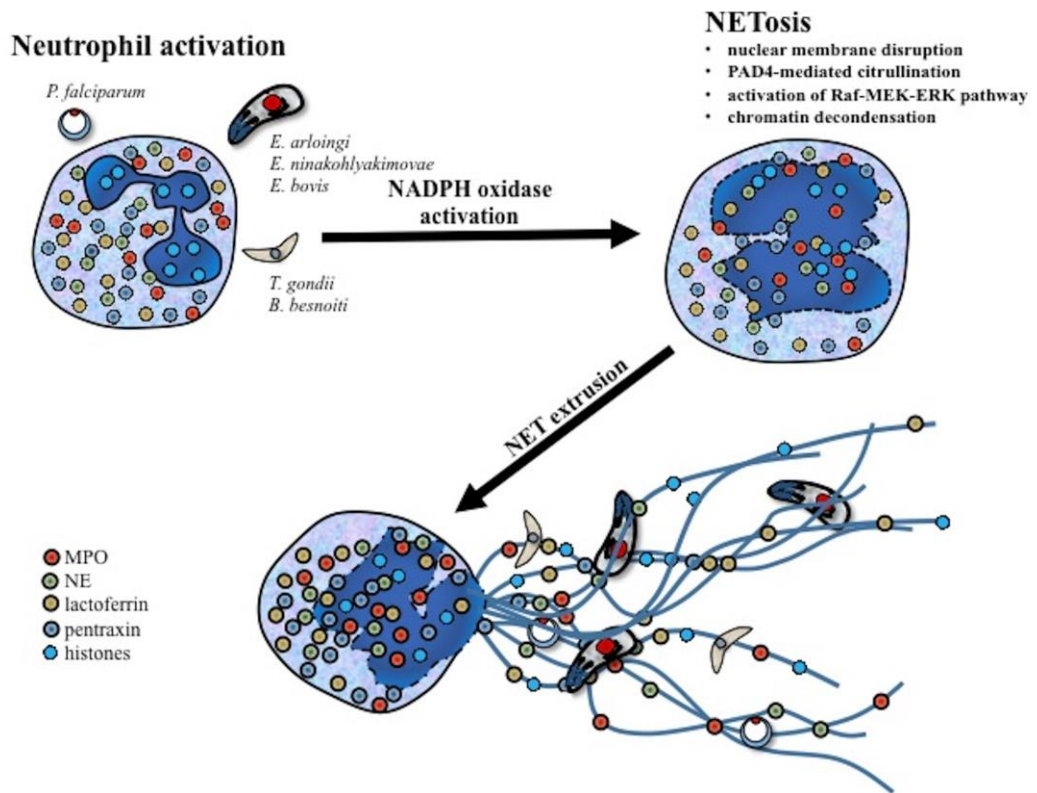 Neutrophil activation
P. falciparum
E. arloingi
E. ninakohlyakimovae
E. bovis
T. gondii
B. besnoiti
NADPH oxidase
activation
NETosis
• nuclear membrane disruption
• PAD4-mediated citrullination
• activation of Raf-MEK-ERK pathway
• chromatin decondensation
NET extrusion
MPO
NE
lactoferrin
pentraxin
histones